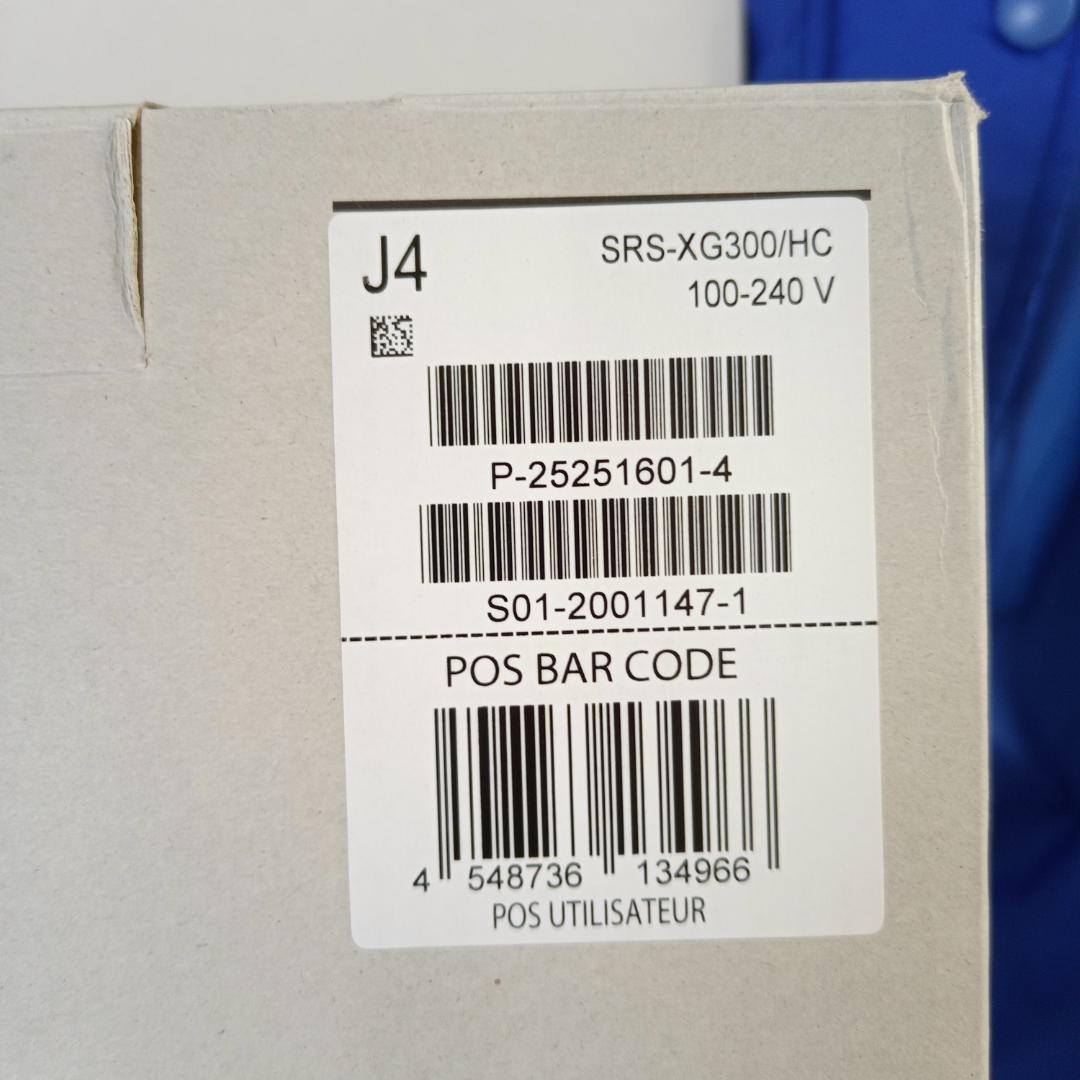 J4
SRS-XG300/HC
100-240 V
P-25251601-4
S01-2001147-1
POS BAR CODE
4 548736 134966
POS UTILISATEUR